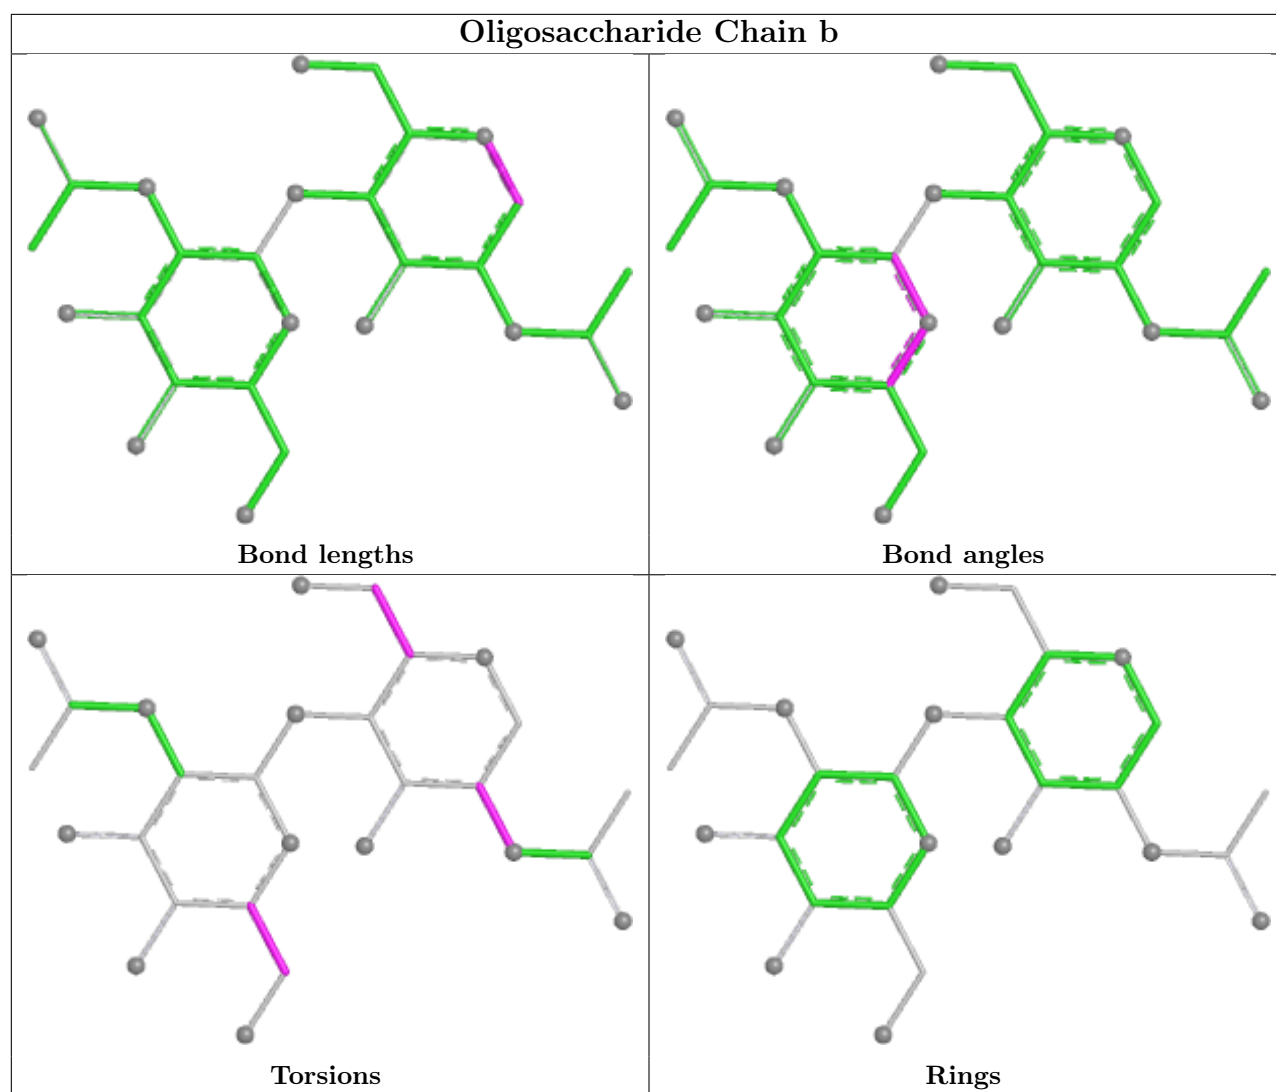 Oligosaccharide Chain b
Bond lengths
Bond angles
Torsions
Rings